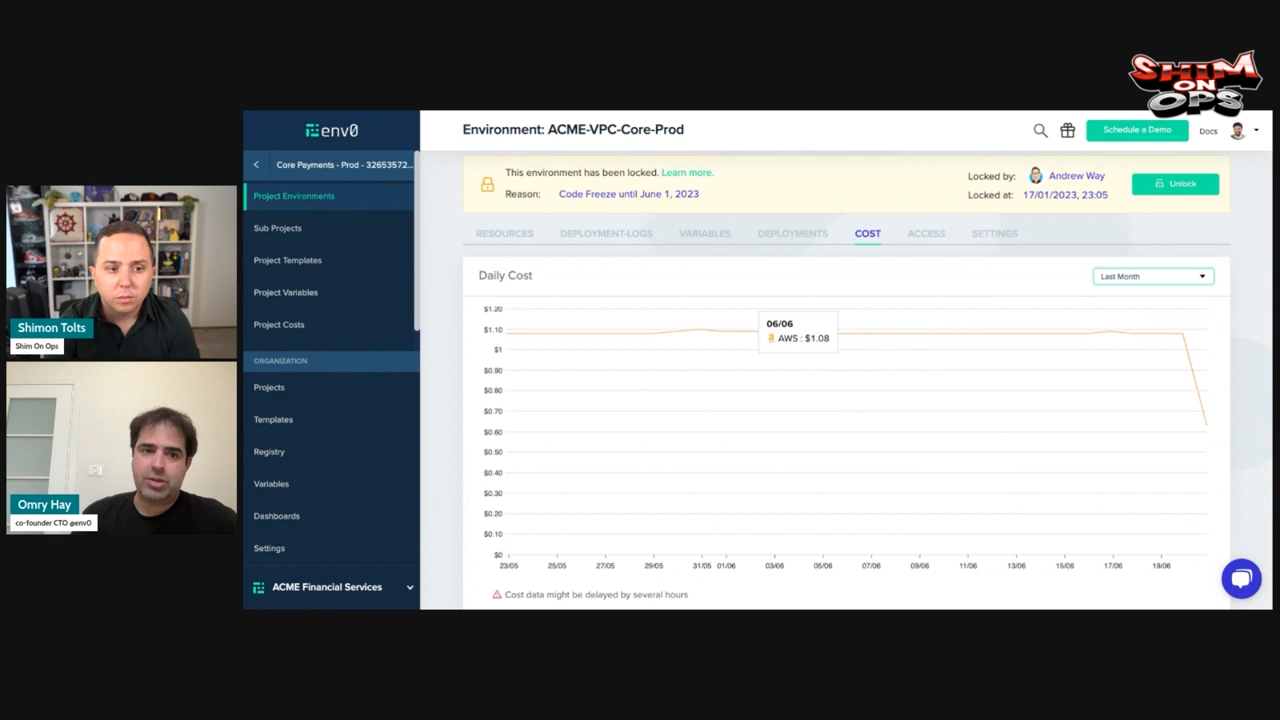 SHIM
ON
OPS
env0
Environment: ACME-VPC-Core-Prod
Schedule a Demo
Docs
Core Payments - Prod - 32653572...
This environment has been locked. Learn more.
Reason: Code Freeze until June 1, 2023
Locked by: Andrew Way
Locked at: 17/01/2023, 23:05
Unlock
Project Environments
Sub Projects
Project Templates
Project Variables
Project Costs
ORGANIZATION
Projects
Templates
Registry
Variables
Dashboards
Settings
ACME Financial Services
RESOURCES DEPLOYMENT-LOGS VARIABLES DEPLOYMENTS COST ACCESS SETTINGS
Daily Cost
Last Month
$1.20
$1.10
$1
$0.90
$0.80
$0.70
$0.60
$0.50
$0.40
$0.30
$0.20
$0.10
$0
06/06
AWS : $1.08
23/05 25/05 27/05 29/05 31/05 01/06 03/06 05/06 07/06 09/06 11/06 13/06 15/06 17/06 19/06
Cost data might be delayed by several hours
Shimon Tolts
Shim On Ops
Omry Hay
co-founder CTO @env0